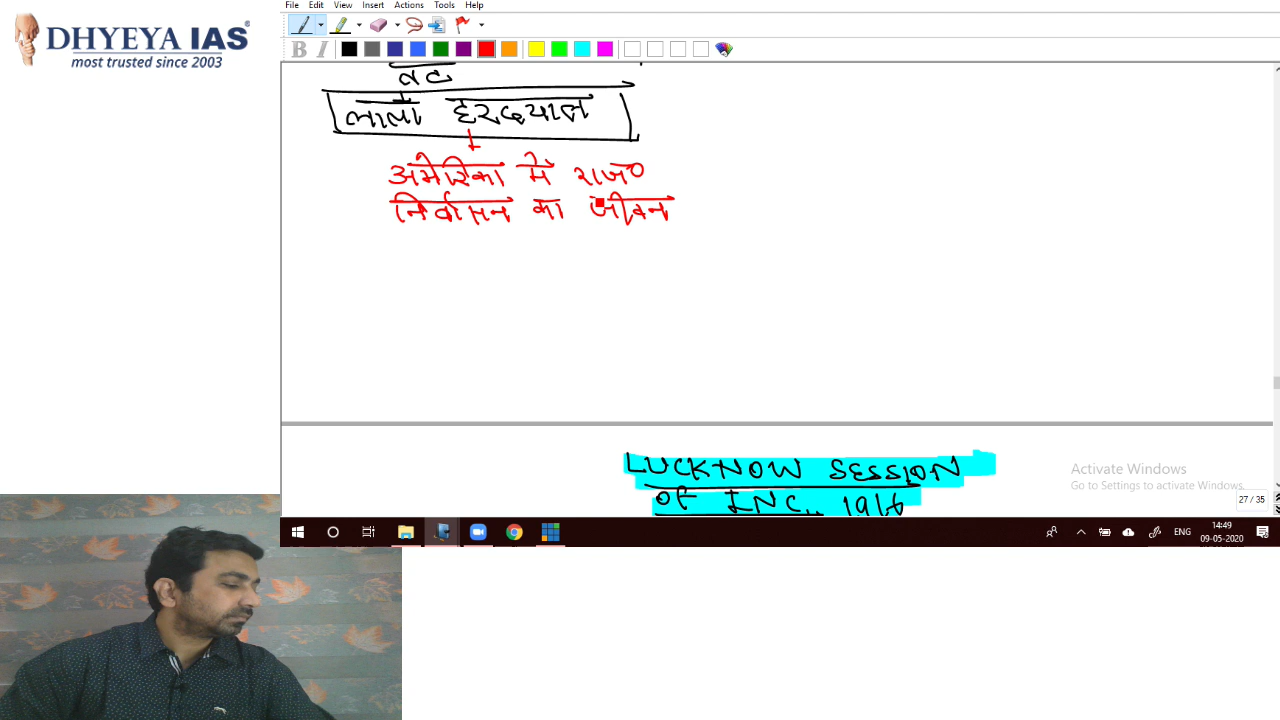 DHYEYA IAS®
most trusted since 2003
File Edit View Insert Actions Tools Help
B I
लाला हरदयाल
अमेरिका में राज०
निर्वासन का जीवन
LUCKNOW SESSION
OF INC, 1916
Activate Windows
Go to Settings to activate Windows.
27 / 35
ENG
14:49
09-05-2020